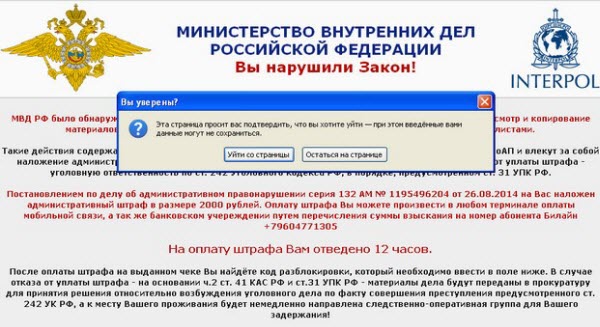 МИНИСТЕРСТВО ВНУТРЕННИХ ДЕЛ
РОССИЙСКОЙ ФЕДЕРАЦИИ
Вы нарушили Закон!
INTERPOL
Вы уверены?
МВД РФ было обнаруж смотр и копирование
материалов листами.
Эта страница просит вас подтвердить, что вы хотите уйти — при этом введённые вами
данные могут не сохраниться.
Такие действия содержа оАП и влекут за собой
наложение админист от уплаты штрафа -
Уйти со страницы Остаться на странице
уголовную ответственность по ст. 242 Уголовного Кодекса РФ, в порядке, предусмотренном ст. 31 УПК РФ.
Постановлением по делу об административном правонарушении серия 132 АМ № 1195496204 от 26.08.2014 на Вас наложен
административный штраф в размере 2000 рублей. Оплату штрафа Вы можете произвести в любом терминале оплаты
мобильной связи, а так же банковском учреждении путем перечисления суммы взыскания на номер абонента Билайн
+79604771305
На оплату штрафа Вам отведено 12 часов.
После оплаты штрафа на выданном чеке Вы найдёте код разблокировки, который необходимо ввести в поле ниже. В случае
отказа от уплаты штрафа - на основании ч.2 ст. 41 КАС РФ и ст.31 УПК РФ - материалы дела будут переданы в прокуратуру
для принятия решения относительно возбуждения уголовного дела по факту совершения преступления предусмотренного ст.
242 УК РФ, а к месту Вашего проживания будет немедленно направлена следственно-оперативная группа для Вашего
задержания!